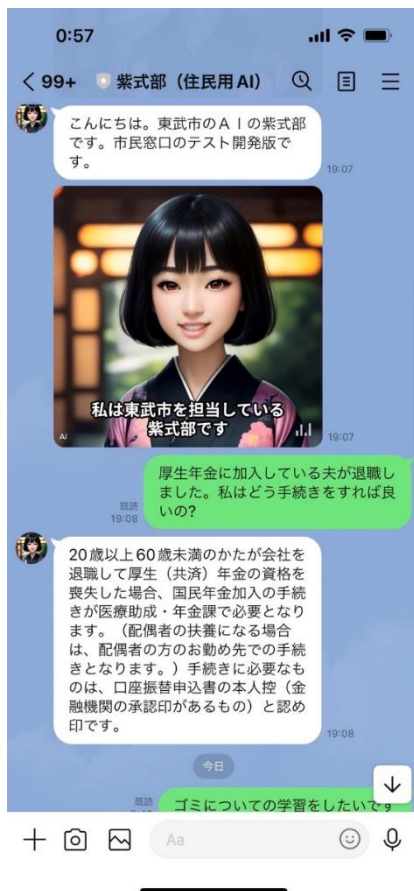 0:57
99+ 紫式部（住民用AI）
こんにちは。東武市のＡＩの紫式部
です。市民窓口のテスト開発版で
す。
19:07
私は東武市を担当している
紫式部です
AI
19:07
厚生年金に加入している夫が退職し
ました。私はどう手続きをすれば良
いの?
既読
19:08
20歳以上60歳未満のかたが会社を
退職して厚生（共済）年金の資格を
喪失した場合、国民年金加入の手続
きが医療助成・年金課で必要となり
ます。（配偶者の扶養になる場合
は、配偶者の方のお勤め先での手続
きとなります。）手続きに必要なも
のは、口座振替申込書の本人控（金
融機関の承認印があるもの）と認め
印です。
19:08
今日
既読
ゴミについての学習をしたいです
Aa